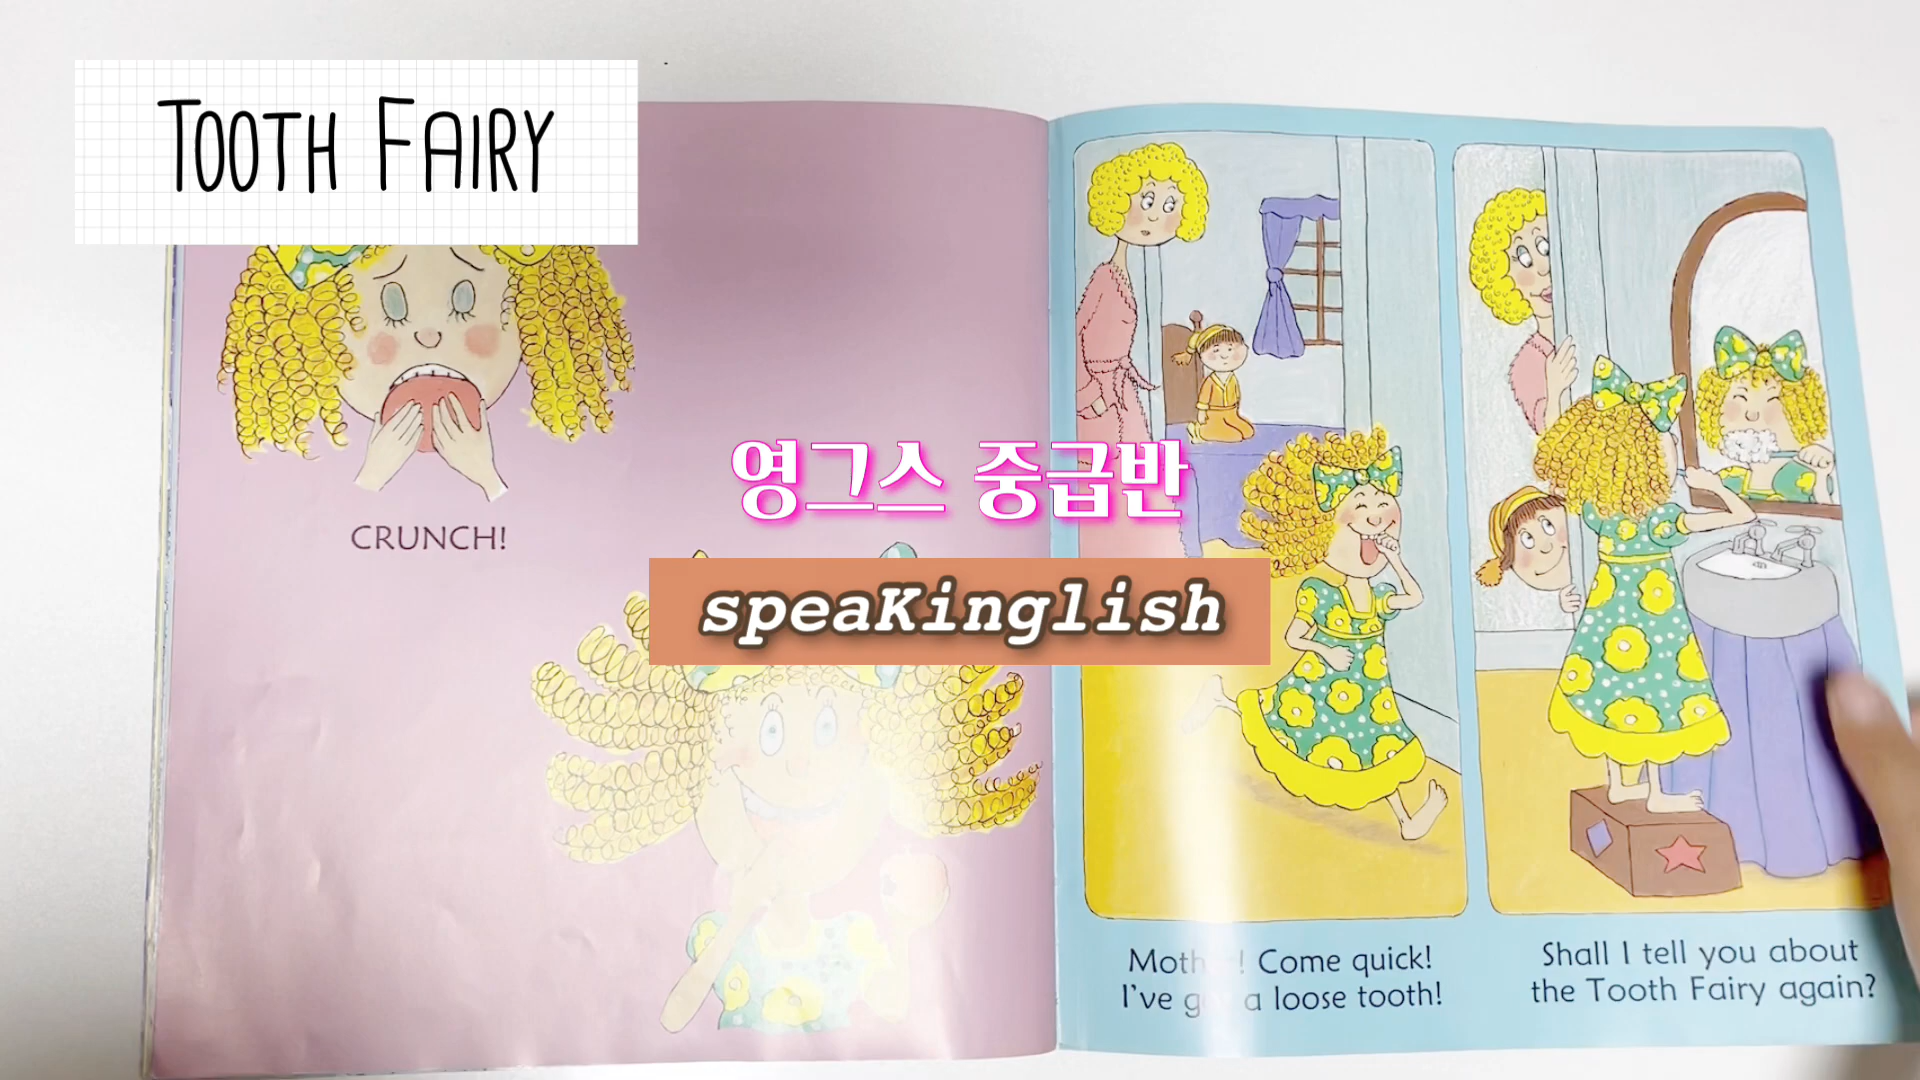 TOOTH FAIRY
CRUNCH!
영그스 중급반
speaKinglish
! Come quick!
I've a loose tooth!
Shall I tell you about
the Tooth Fairy again?